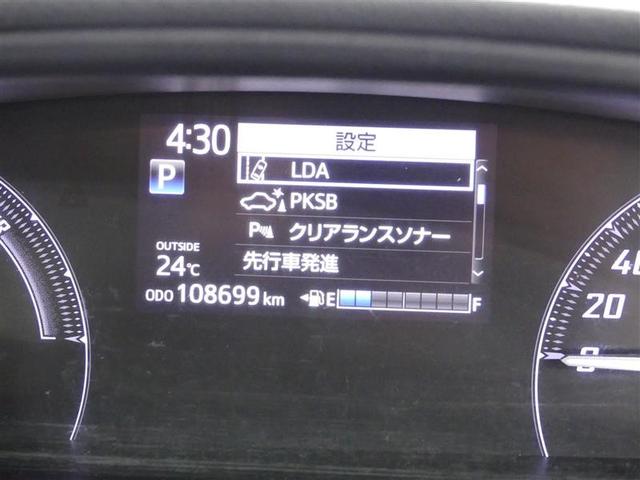 4:30
設定
LDA
P
PKSB
P クリアランスソナー
OUTSIDE
24℃
先行車発進
ODO 108699 km
E F
40
20
0